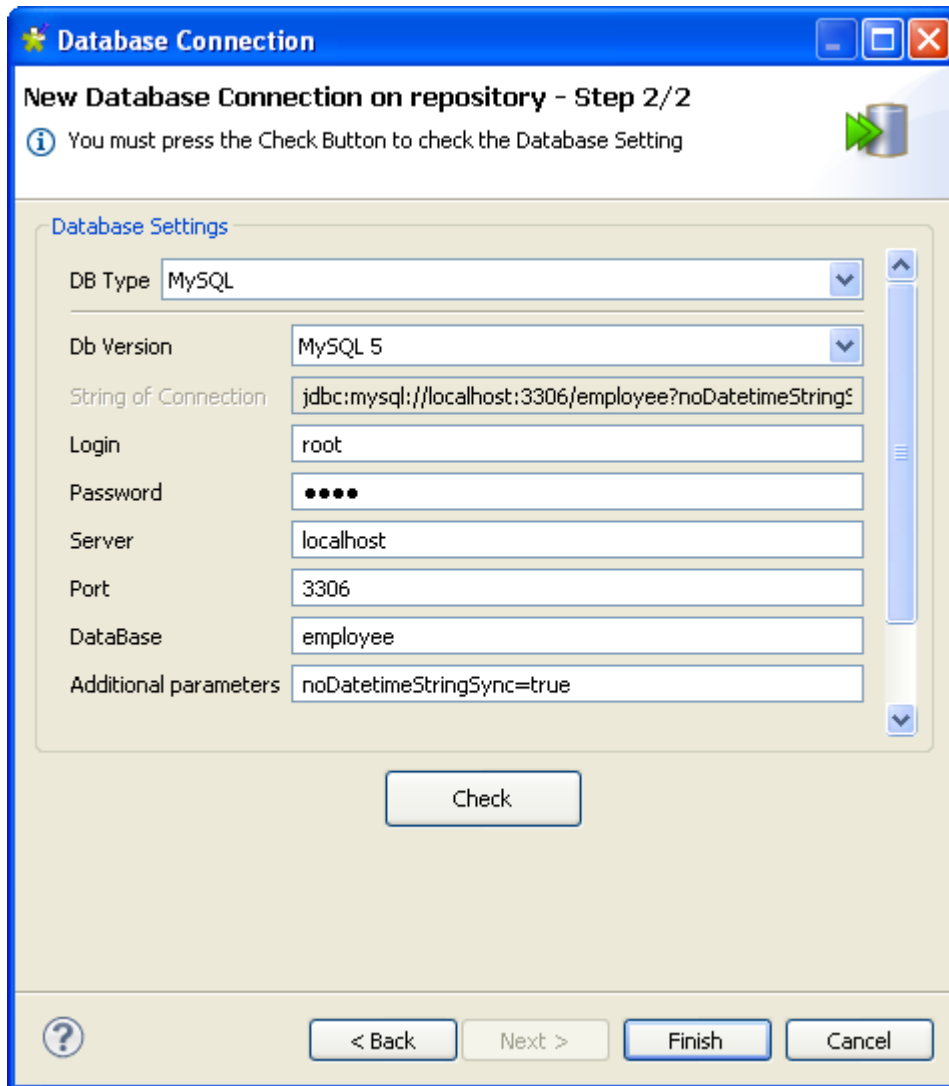 Database Connection
New Database Connection on repository - Step 2/2
You must press the Check Button to check the Database Setting
Database Settings
DB Type MySQL
Db Version MySQL 5
String of Connection jdbc:mysql://localhost:3306/employee?noDatetimeStringS
Login root
Password ••••
Server localhost
Port 3306
DataBase employee
Additional parameters noDatetimeStringSync=true
Check
? < Back Next > Finish Cancel